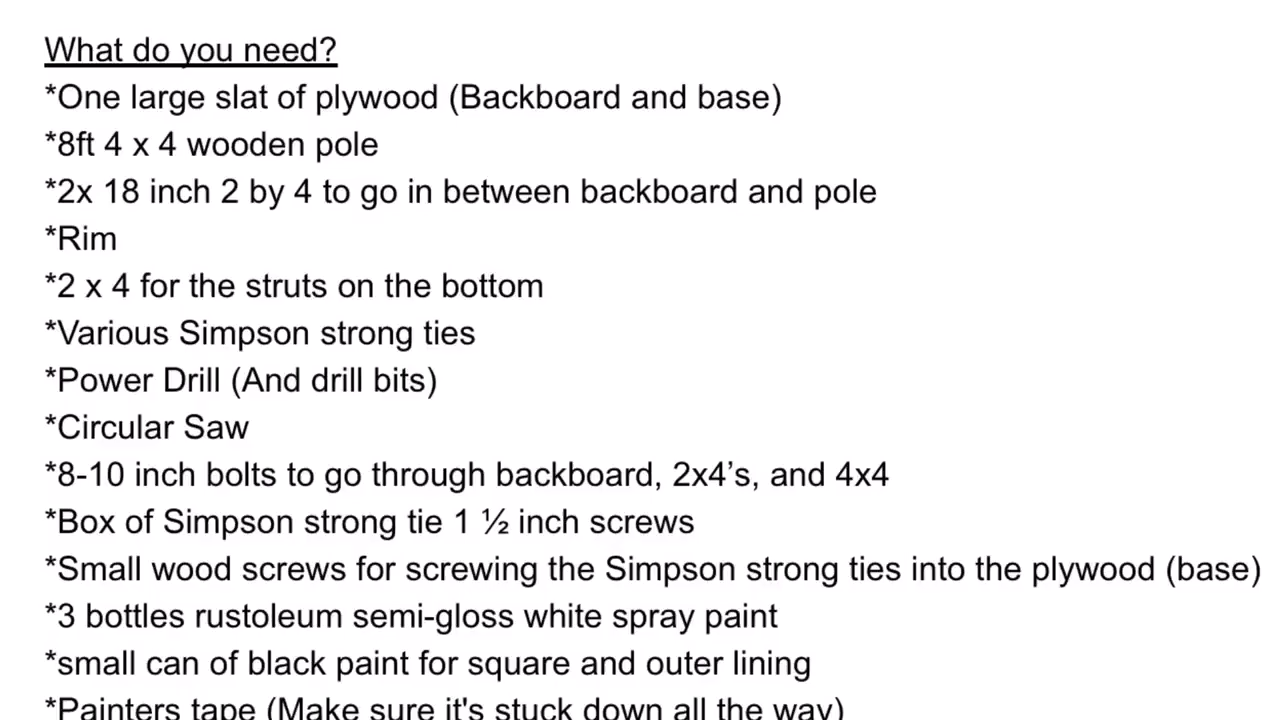 What do you need?
*One large slat of plywood (Backboard and base)
*8ft 4 x 4 wooden pole
*2x 18 inch 2 by 4 to go in between backboard and pole
*Rim
*2 x 4 for the struts on the bottom
*Various Simpson strong ties
*Power Drill (And drill bits)
*Circular Saw
*8-10 inch bolts to go through backboard, 2x4’s, and 4x4
*Box of Simpson strong tie 1 ½ inch screws
*Small wood screws for screwing the Simpson strong ties into the plywood (base)
*3 bottles rustoleum semi-gloss white spray paint
*small can of black paint for square and outer lining
*Painters tape (Make sure it's stuck down all the way)